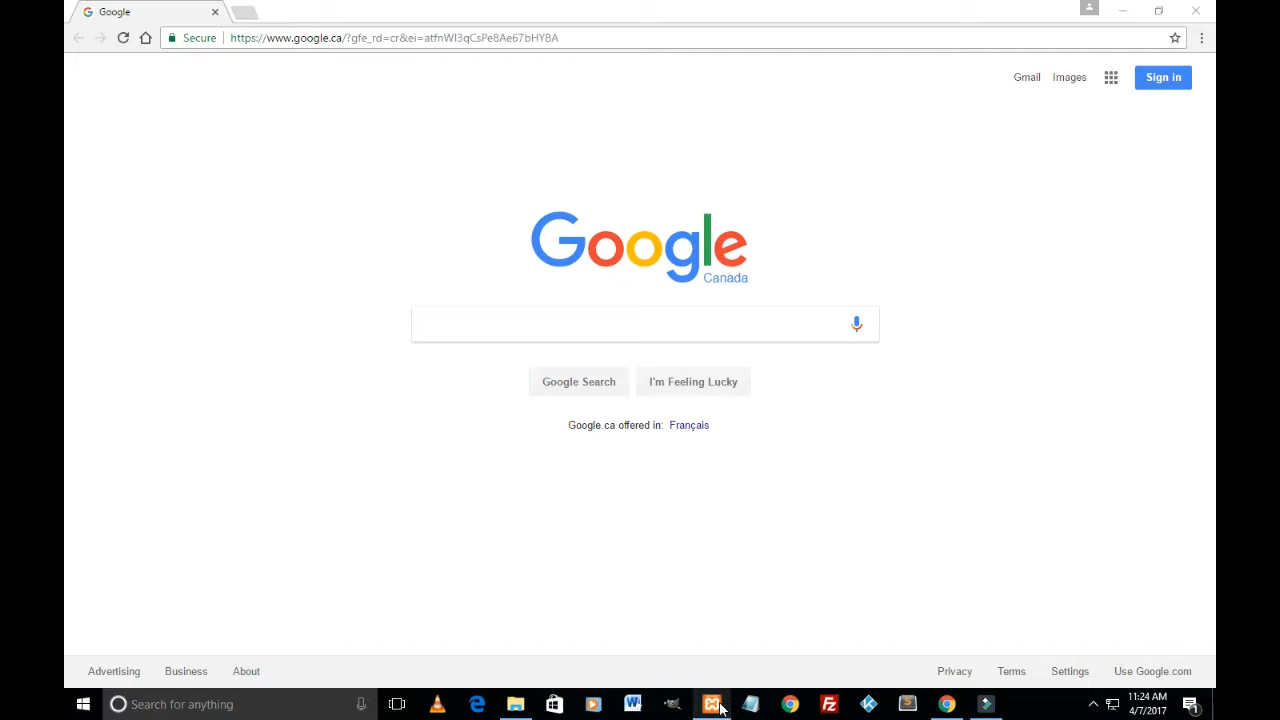 Google
Secure
https://www.google.ca/?gfe_rd=cr&ei=atfnWI3qCsPe8Ae67bHYBA
Gmail Images Sign in
Google
Canada
Google Search I'm Feeling Lucky
Google.ca offered in: Français
Advertising Business About Privacy Terms Settings Use Google.com
Search for anything
11:24 AM
4/7/2017
1